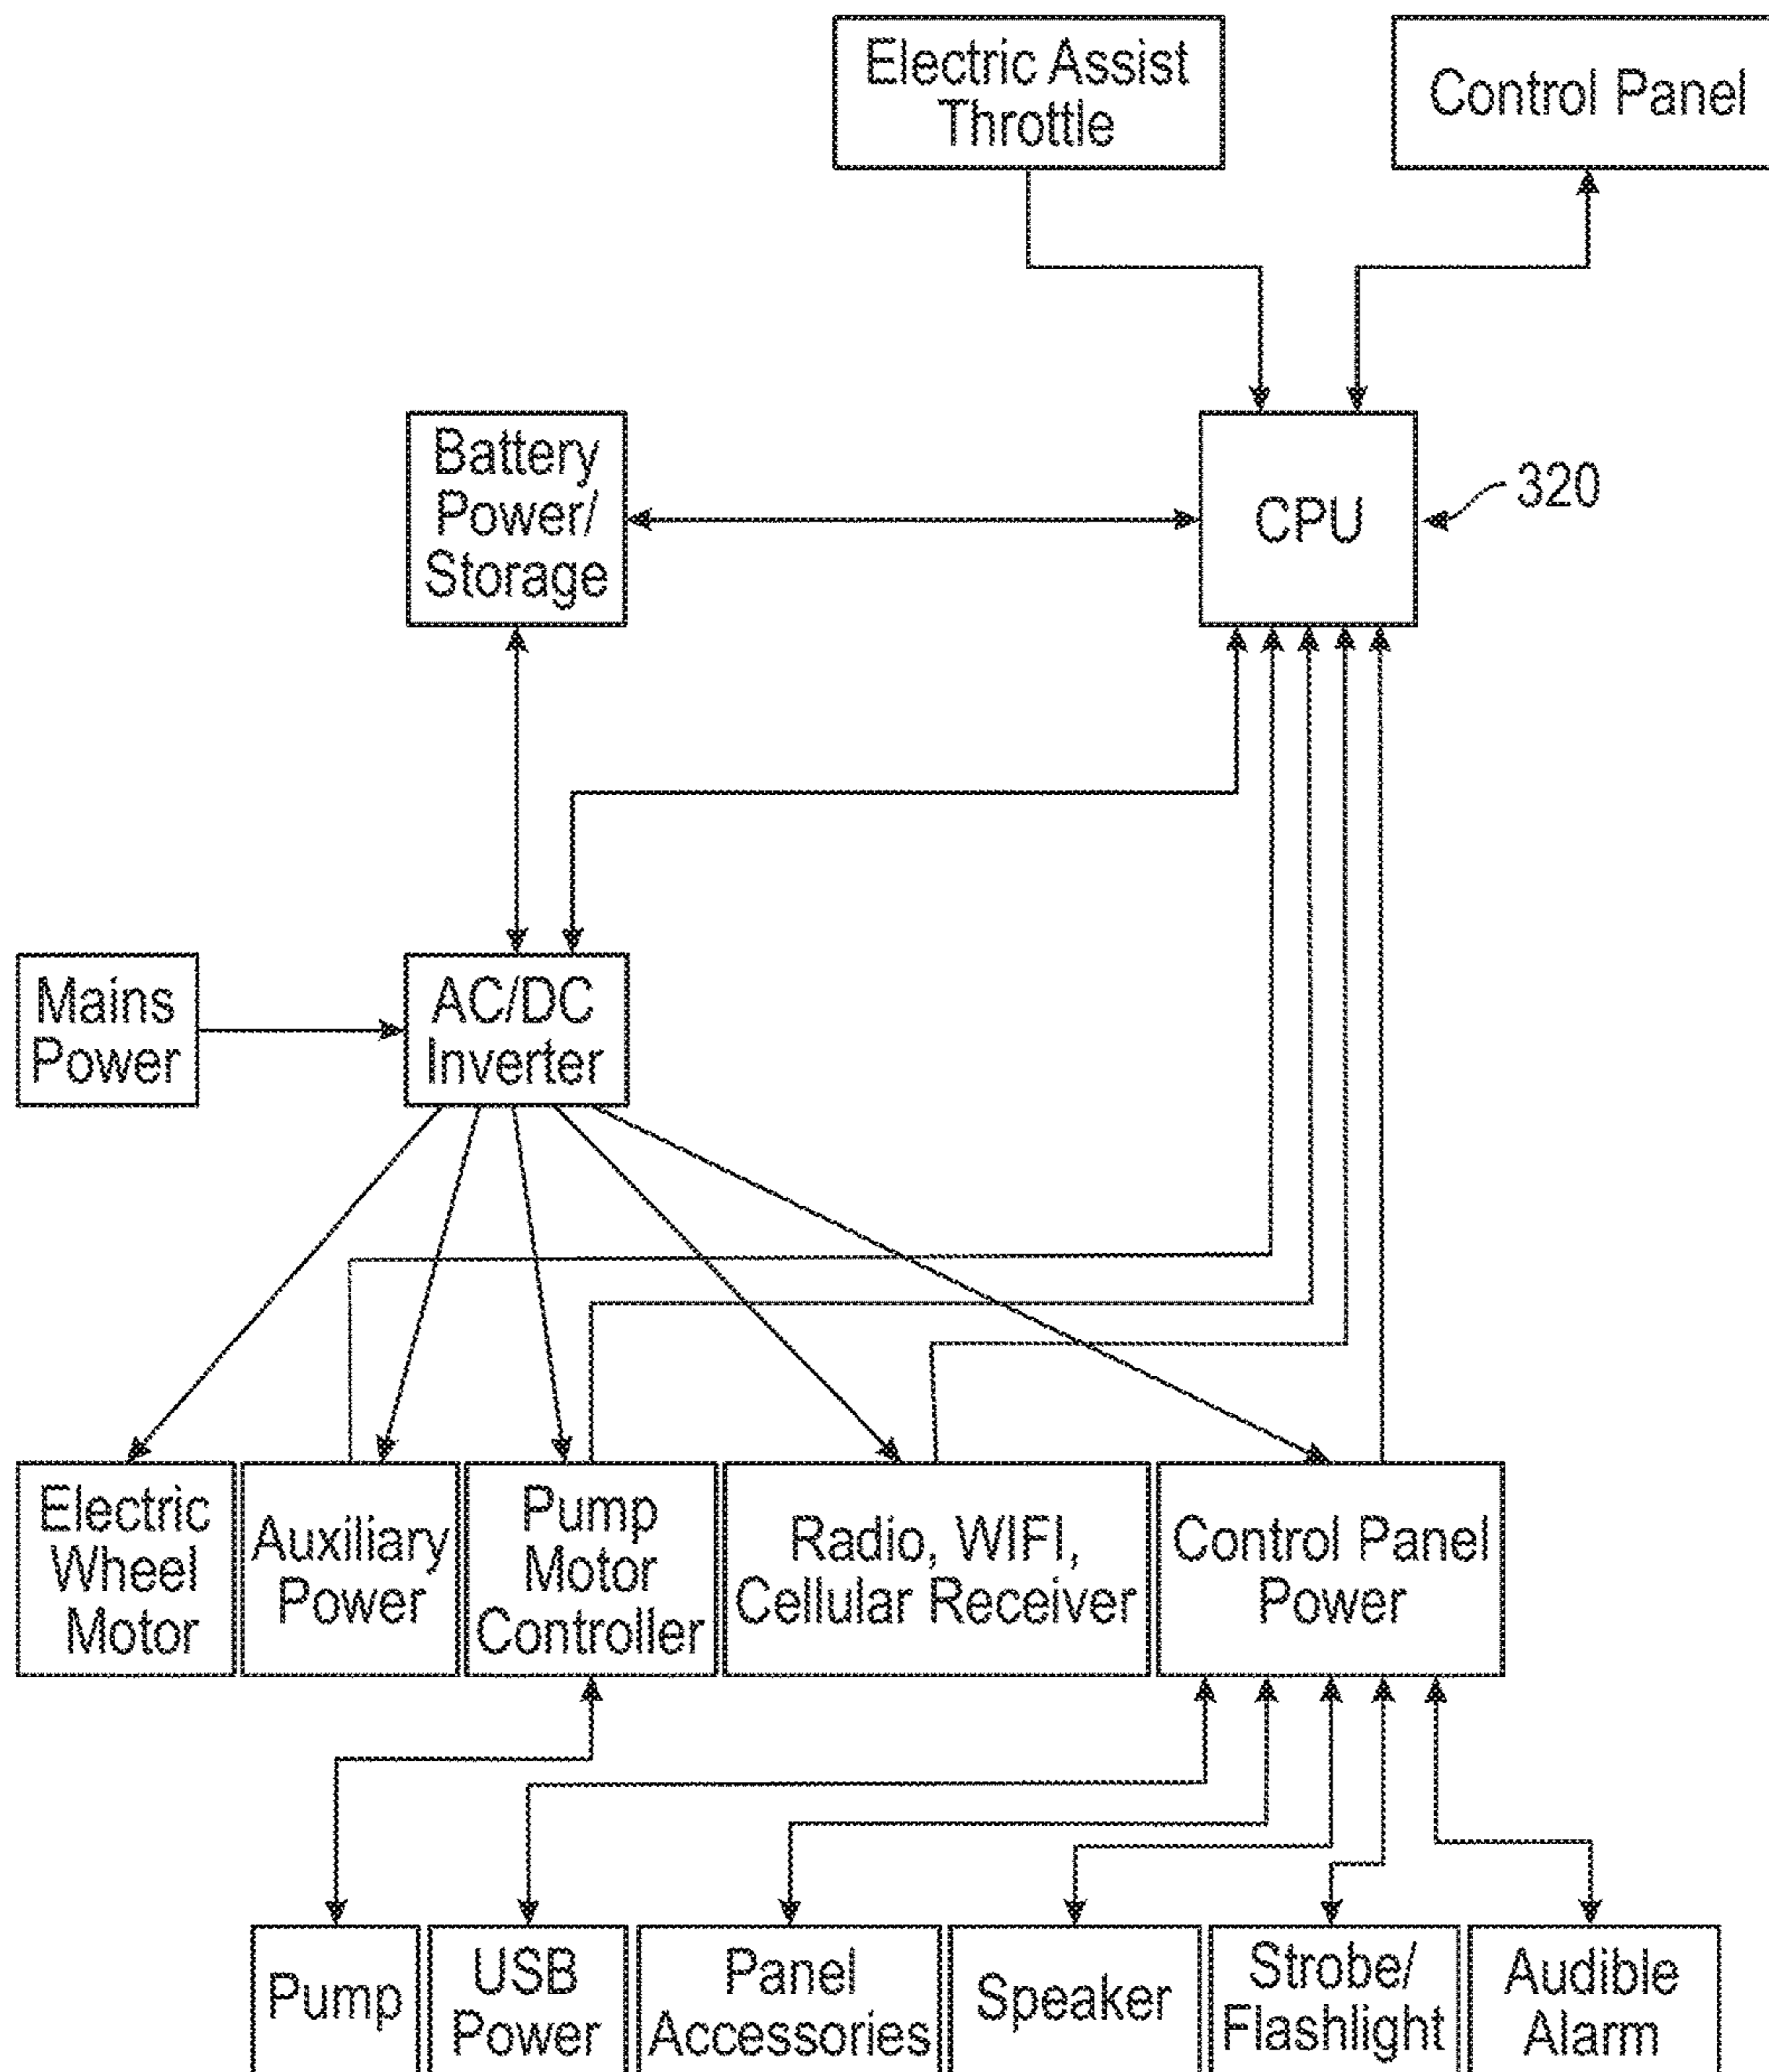 Electric Assist
Throttle
Control Panel
Battery
Power/
Storage
CPU
320
Mains
Power
AC/DC
Inverter
Electric
Wheel
Motor
Auxiliary
Power
Pump
Motor
Controller
Radio, WIFI,
Cellular Receiver
Control Panel
Power
Pump
USB
Power
Panel
Accessories
Speaker
Strobe/
Flashlight
Audible
Alarm